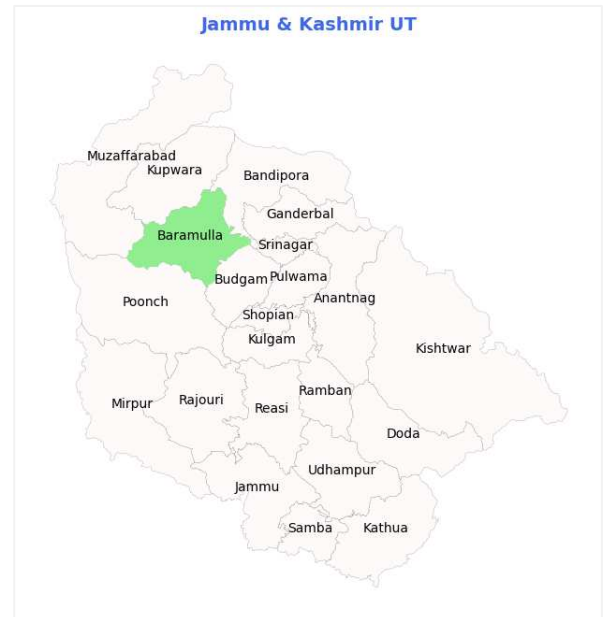 Jammu & Kashmir UT
Muzaffarabad
Kupwara
Bandipora
Ganderbal
Baramulla
Srinagar
Budgam
Pulwama
Anantnag
Poonch
Shopian
Kulgam
Kishtwar
Mirpur
Rajouri
Reasi
Ramban
Doda
Udhampur
Jammu
Samba
Kathua